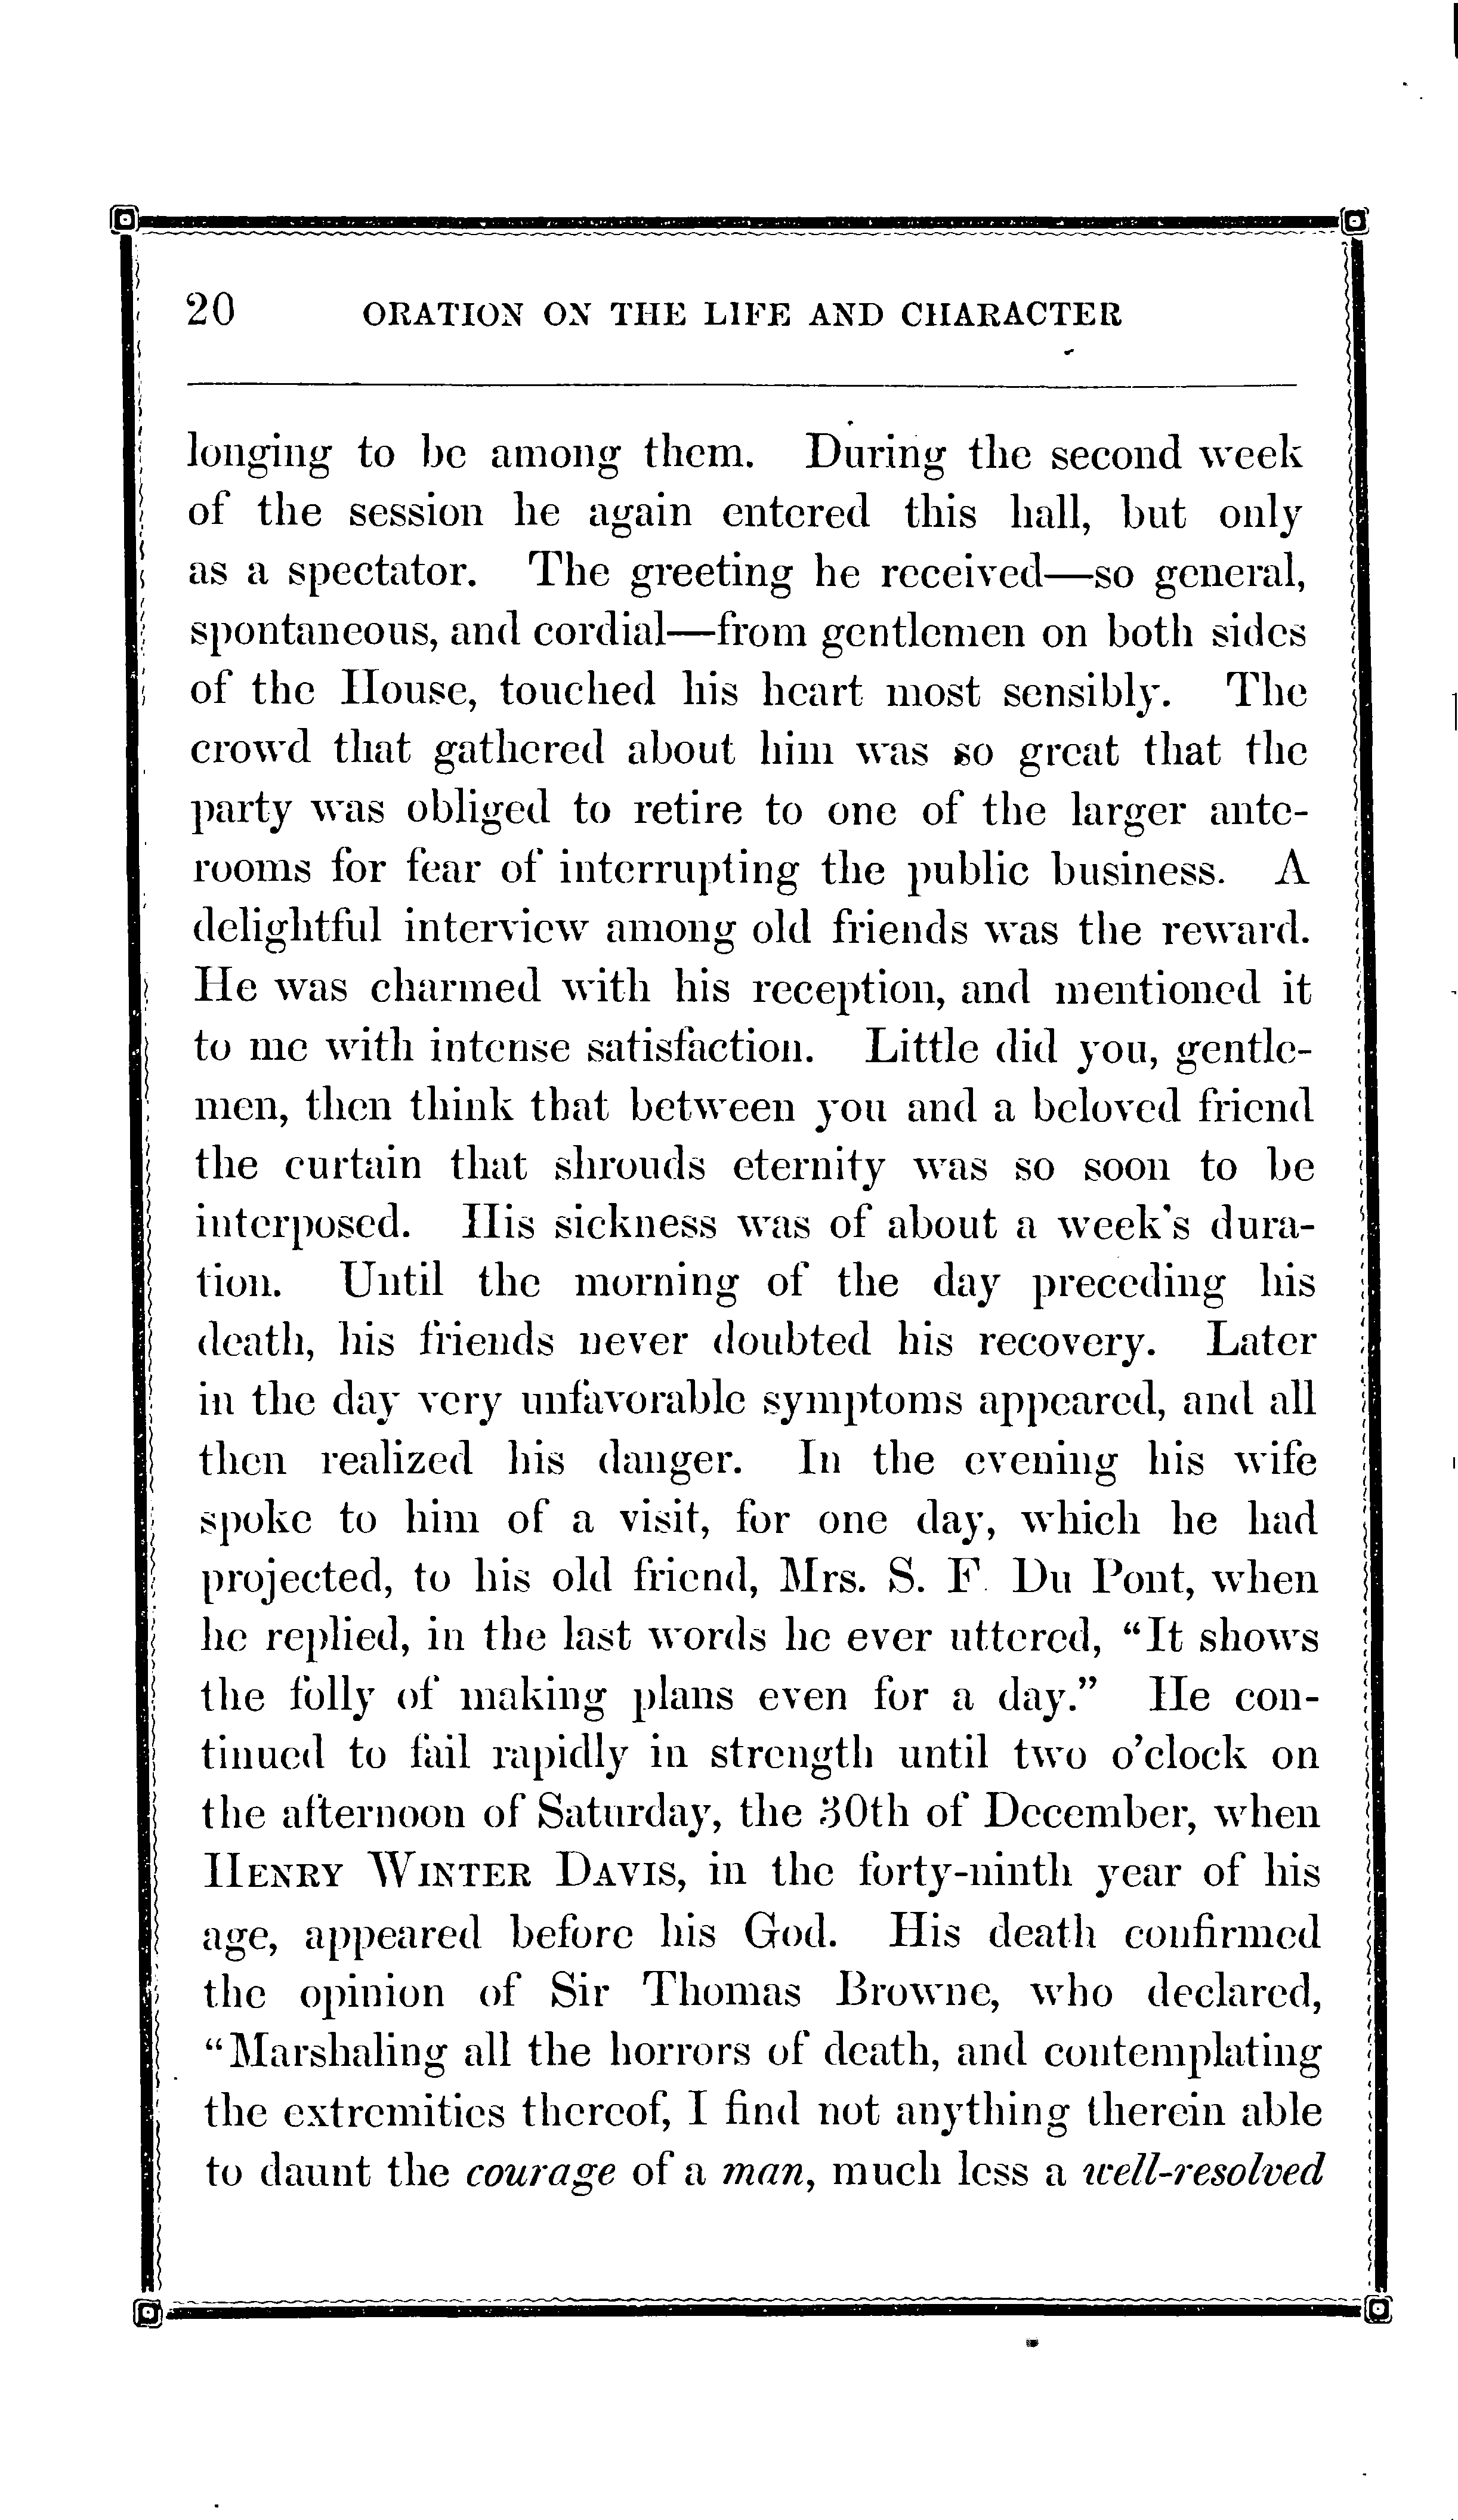 20 ORATION ON THE LIFE AND CHARACTER
longing to be among them. During the second week
of the session he again entered this hall, but only
as a spectator. The greeting he received—so general,
spontaneous, and cordial—from gentlemen on both sides
of the House, touched his heart most sensibly. The
crowd that gathered about him was so great that the
party was obliged to retire to one of the larger ante-
rooms for fear of interrupting the public business. A
delightful interview among old friends was the reward.
He was charmed with his reception, and mentioned it
to me with intense satisfaction. Little did you, gentle-
men, then think that between you and a beloved friend
the curtain that shrouds eternity was so soon to be
interposed. His sickness was of about a week's dura-
tion. Until the morning of the day preceding his
death, his friends never doubted his recovery. Later
in the day very unfavorable symptoms appeared, and all
then realized his danger. In the evening his wife
spoke to him of a visit, for one day, which he had
projected, to his old friend, Mrs. S. F. Du Pont, when
he replied, in the last words he ever uttered, “It shows
the folly of making plans even for a day.” He con-
tinued to fail rapidly in strength until two o’clock on
the afternoon of Saturday, the 30th of December, when
HENRY WINTER DAVIS, in the forty-ninth year of his
age, appeared before his God. His death confirmed
the opinion of Sir Thomas Browne, who declared,
“Marshaling all the horrors of death, and contemplating
the extremities thereof, I find not anything therein able
to daunt the courage of a man, much less a well-resolved